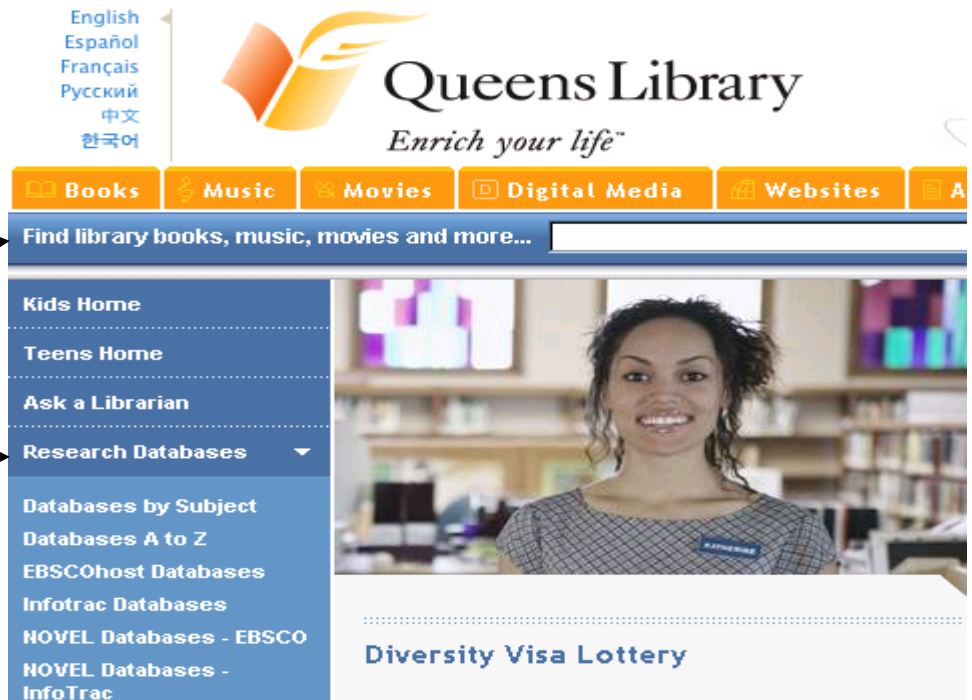 English
Español
Français
Русский
中文
한국어
Queens Library
Enrich your life™
Books
Music
Movies
Digital Media
Websites
A
Find library books, music, movies and more...
Kids Home
Teens Home
Ask a Librarian
Research Databases
Databases by Subject
Databases A to Z
EBSCOhost Databases
Infotrac Databases
NOVEL Databases - EBSCO
NOVEL Databases -
InfoTrac
KATHERINE
Diversity Visa Lottery